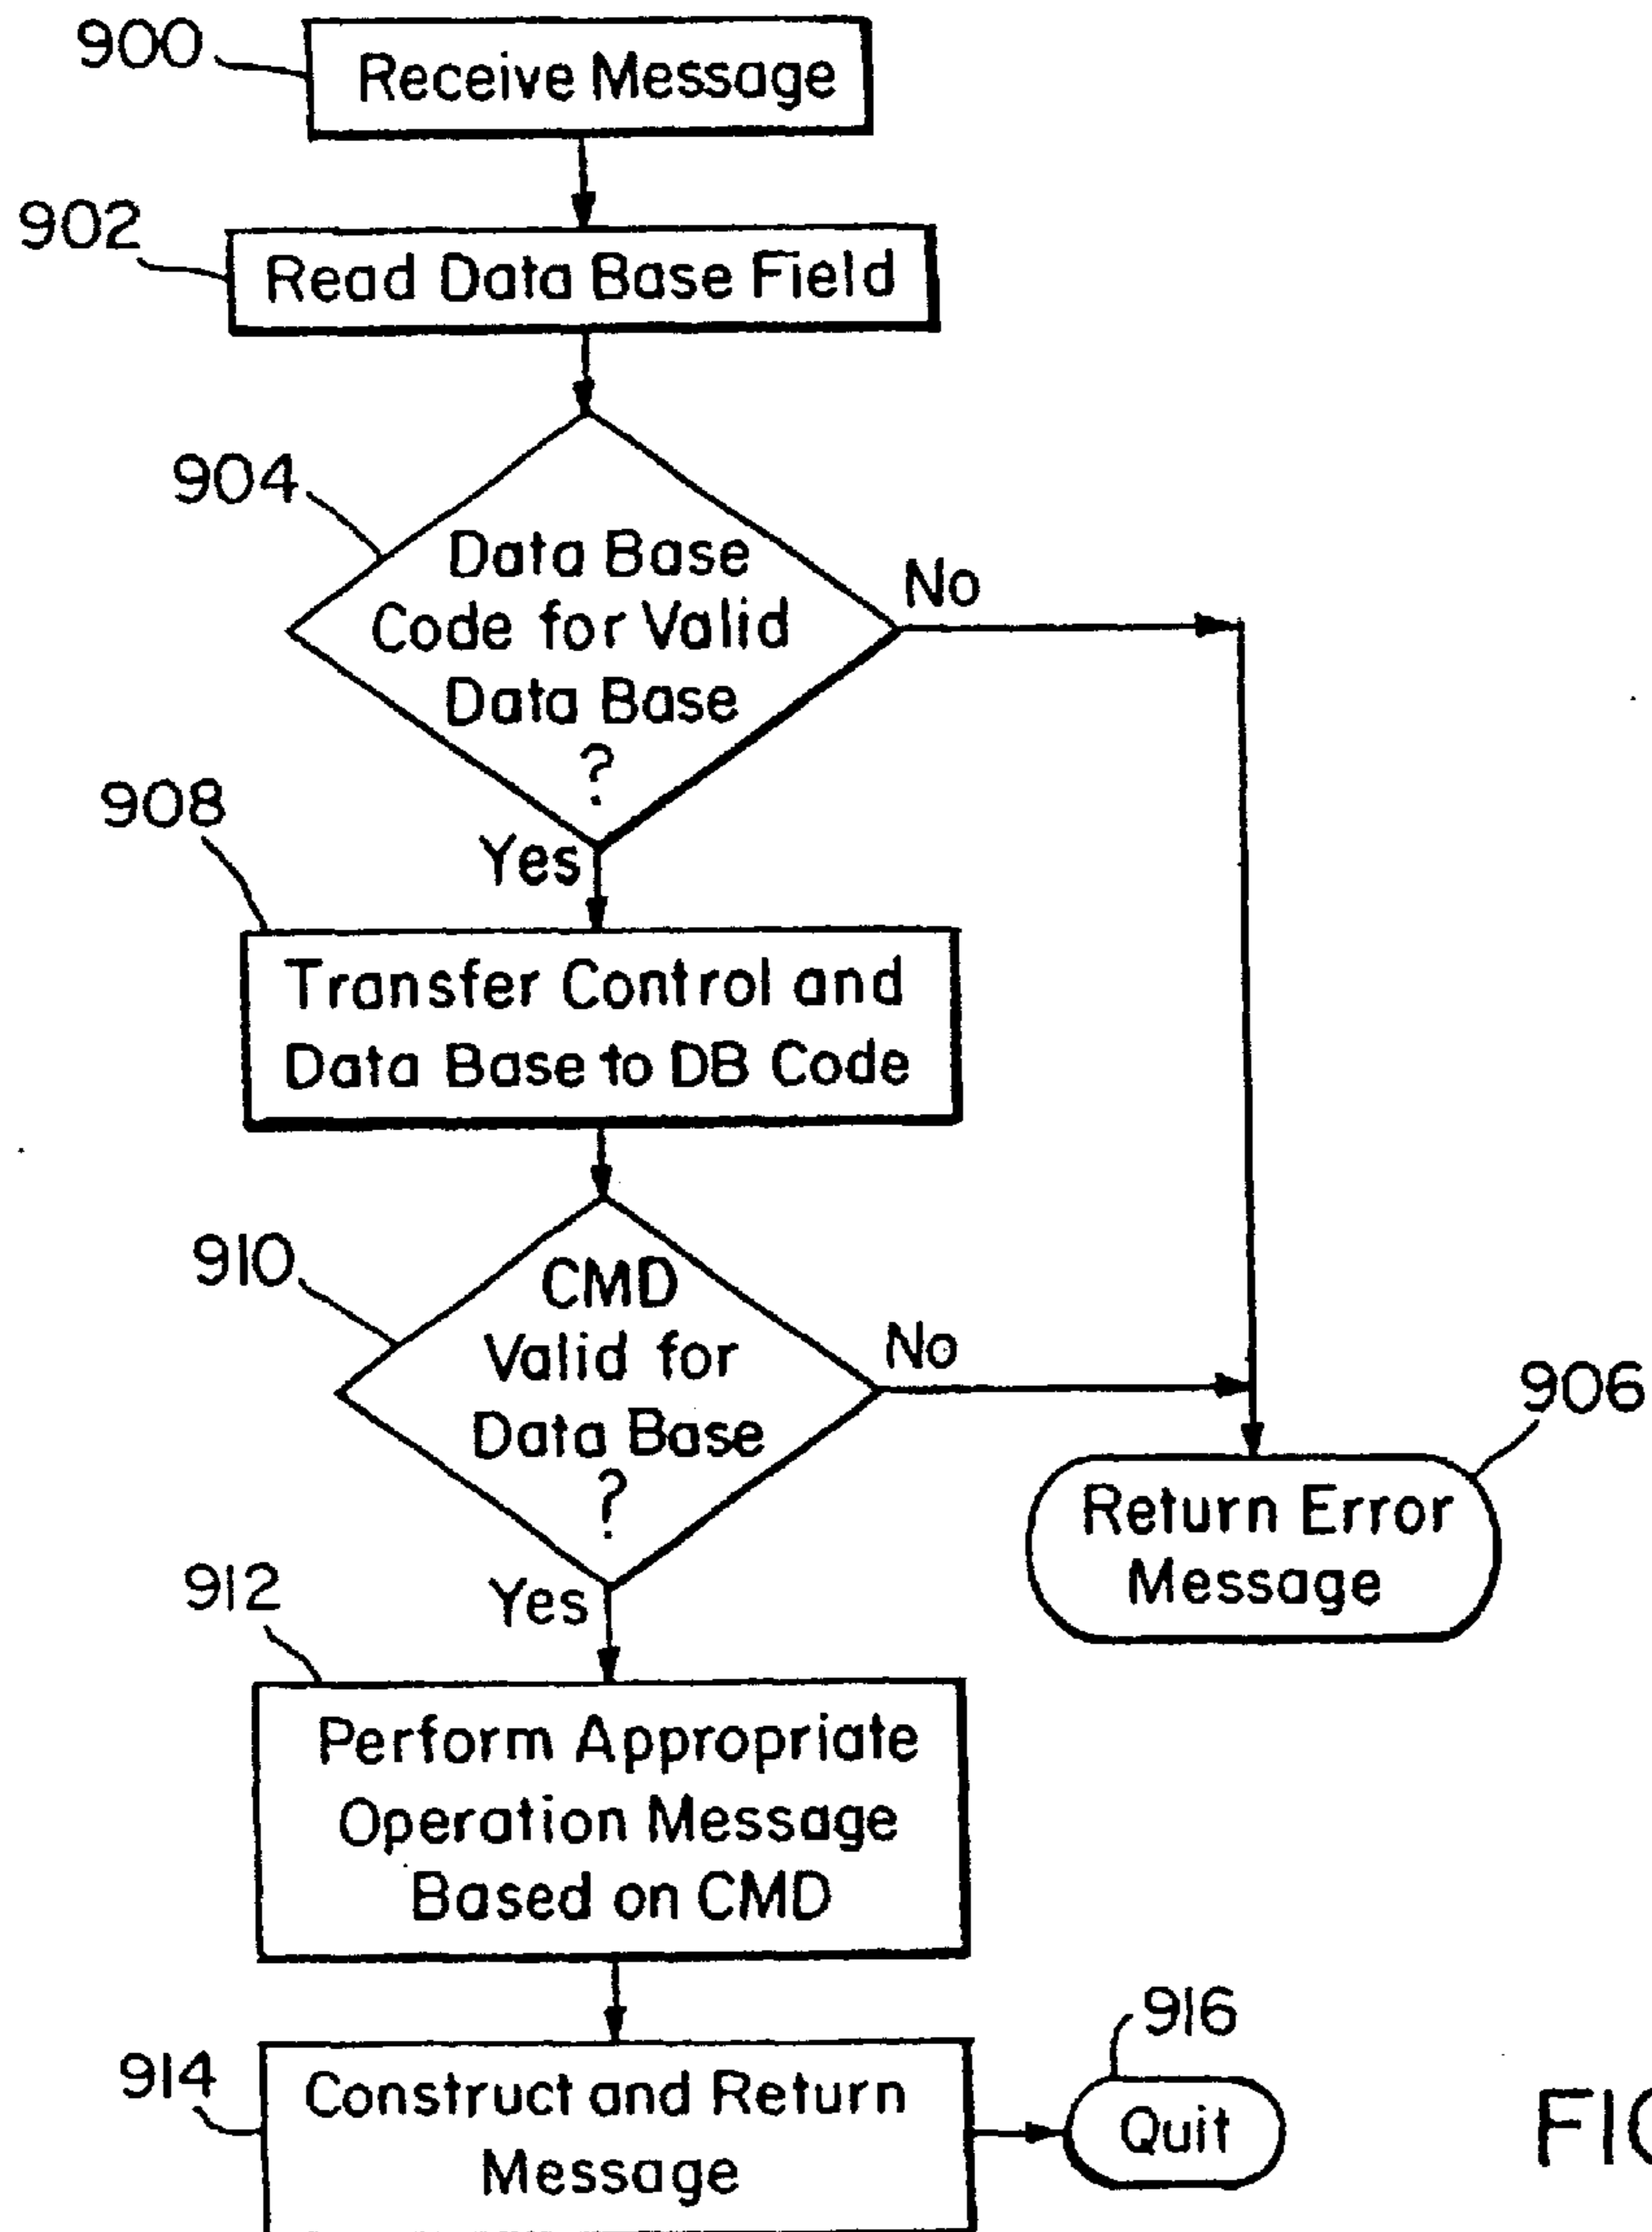 900
Receive Message
902
Read Data Base Field
904
Data Base
Code for Valid
Data Base
?
No
Yes
908
Transfer Control and
Data Base to DB Code
910
CMD
Valid for
Data Base
?
No
Yes
906
Return Error
Message
912
Perform Appropriate
Operation Message
Based on CMD
914
Construct and Return
Message
916
Quit